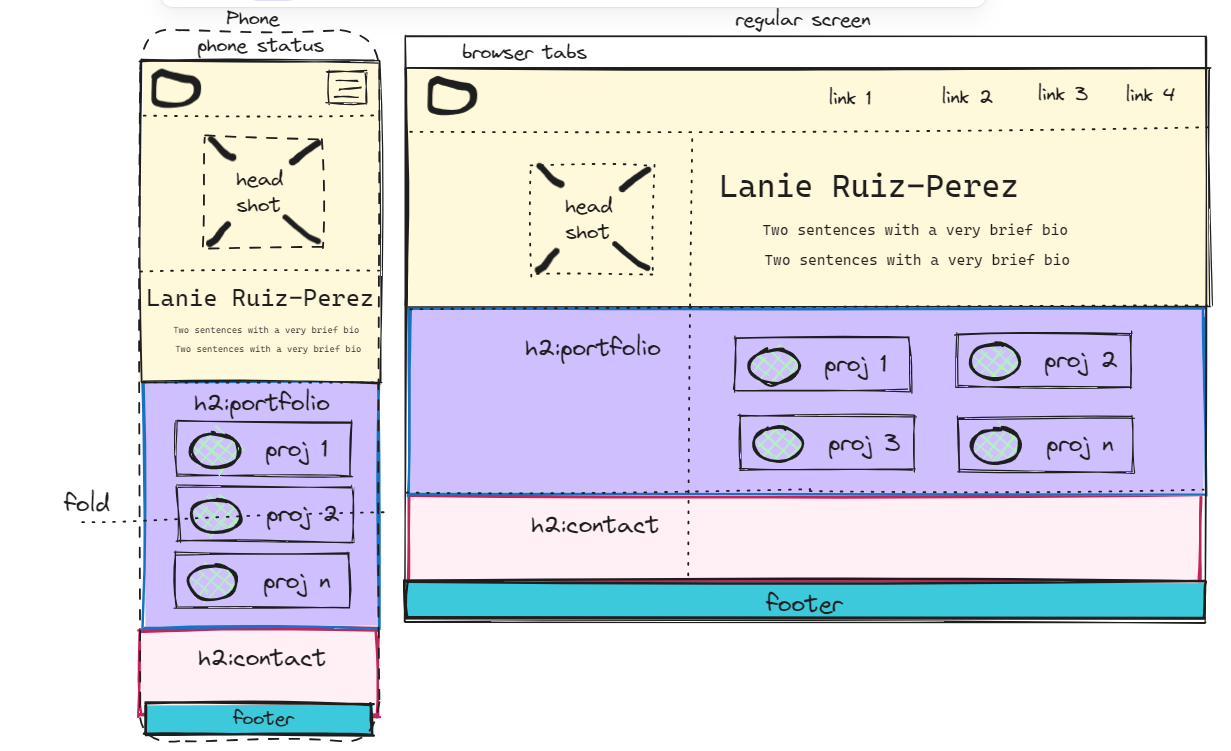 Phone
phone status
head
shot
Lanie Ruiz-Perez
Two sentences with a very brief bio
Two sentences with a very brief bio
h2:portfolio
proj 1
fold
proj 2
proj n
h2:contact
footer
regular screen
browser tabs
link 1 link 2 link 3 link 4
head
shot
Lanie Ruiz-Perez
Two sentences with a very brief bio
Two sentences with a very brief bio
h2:portfolio
proj 1 proj 2
proj 3 proj n
h2:contact
footer